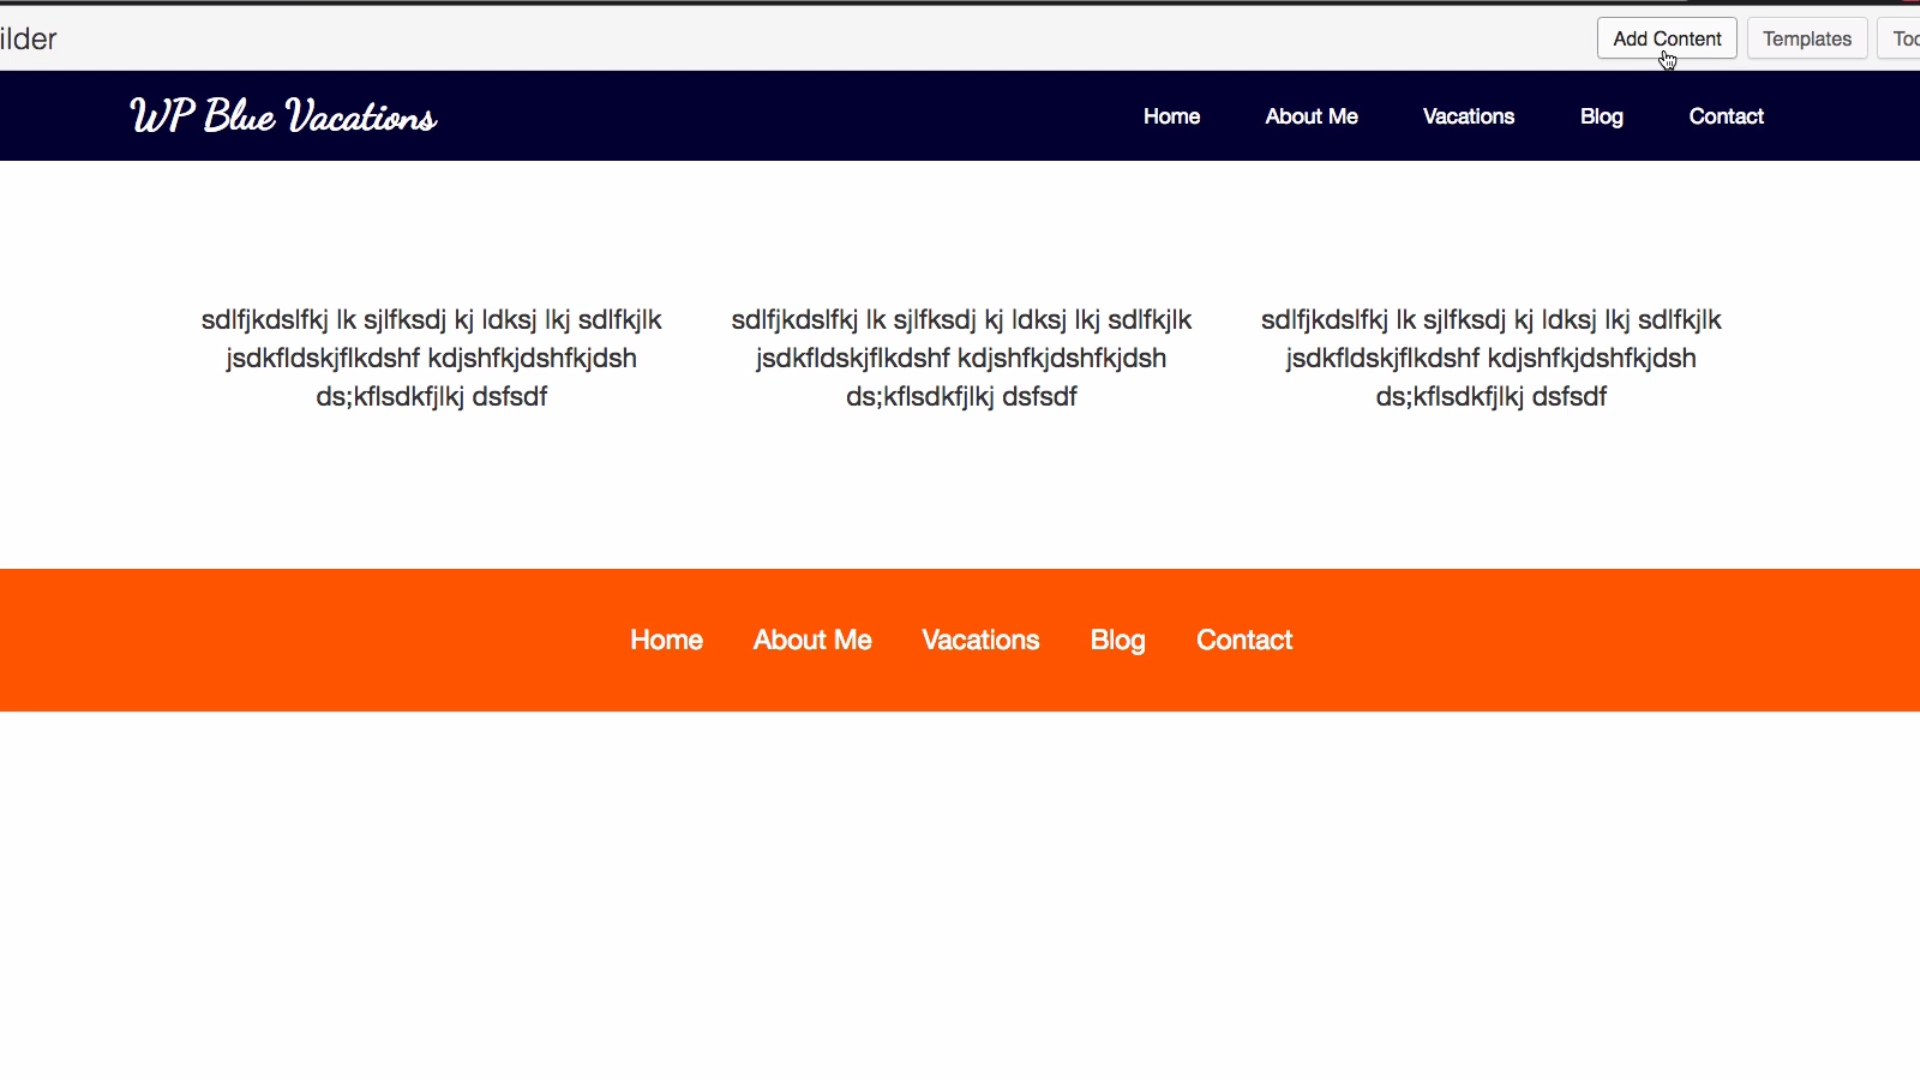 ilder
Add Content
Templates
Too
WP Blue Vacations
Home
About Me
Vacations
Blog
Contact
sdlfjkdslfkj lk sjlfksdj kj ldksj lkj sdlfkjlk
jsdkfldskjflkdshf kdjshfkjdshfkjdsh
ds;kflsdkfjlkj dsfsdf
sdlfjkdslfkj lk sjlfksdj kj ldksj lkj sdlfkjlk
jsdkfldskjflkdshf kdjshfkjdshfkjdsh
ds;kflsdkfjlkj dsfsdf
sdlfjkdslfkj lk sjlfksdj kj ldksj lkj sdlfkjlk
jsdkfldskjflkdshf kdjshfkjdshfkjdsh
ds;kflsdkfjlkj dsfsdf
Home
About Me
Vacations
Blog
Contact